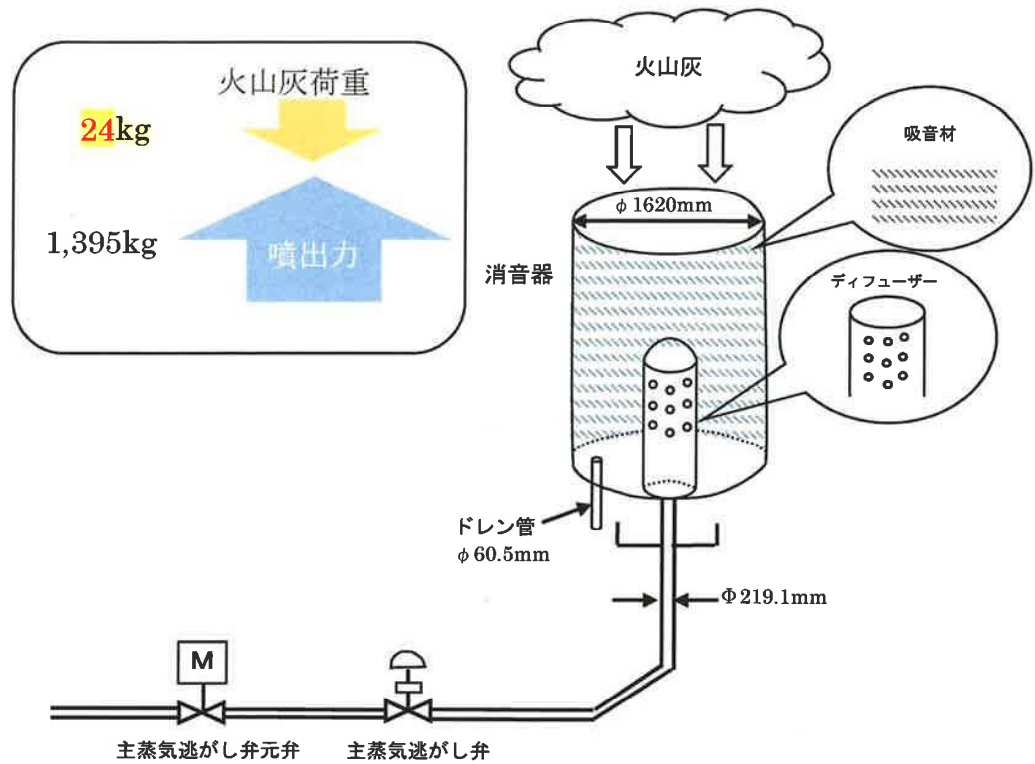 火山灰荷重
24kg
1,395kg
噴出力
火山灰
吸音材
φ1620mm
消音器
ディフューザー
ドレン管
φ60.5mm
Φ219.1mm
M
主蒸気逃がし弁元弁
主蒸気逃がし弁